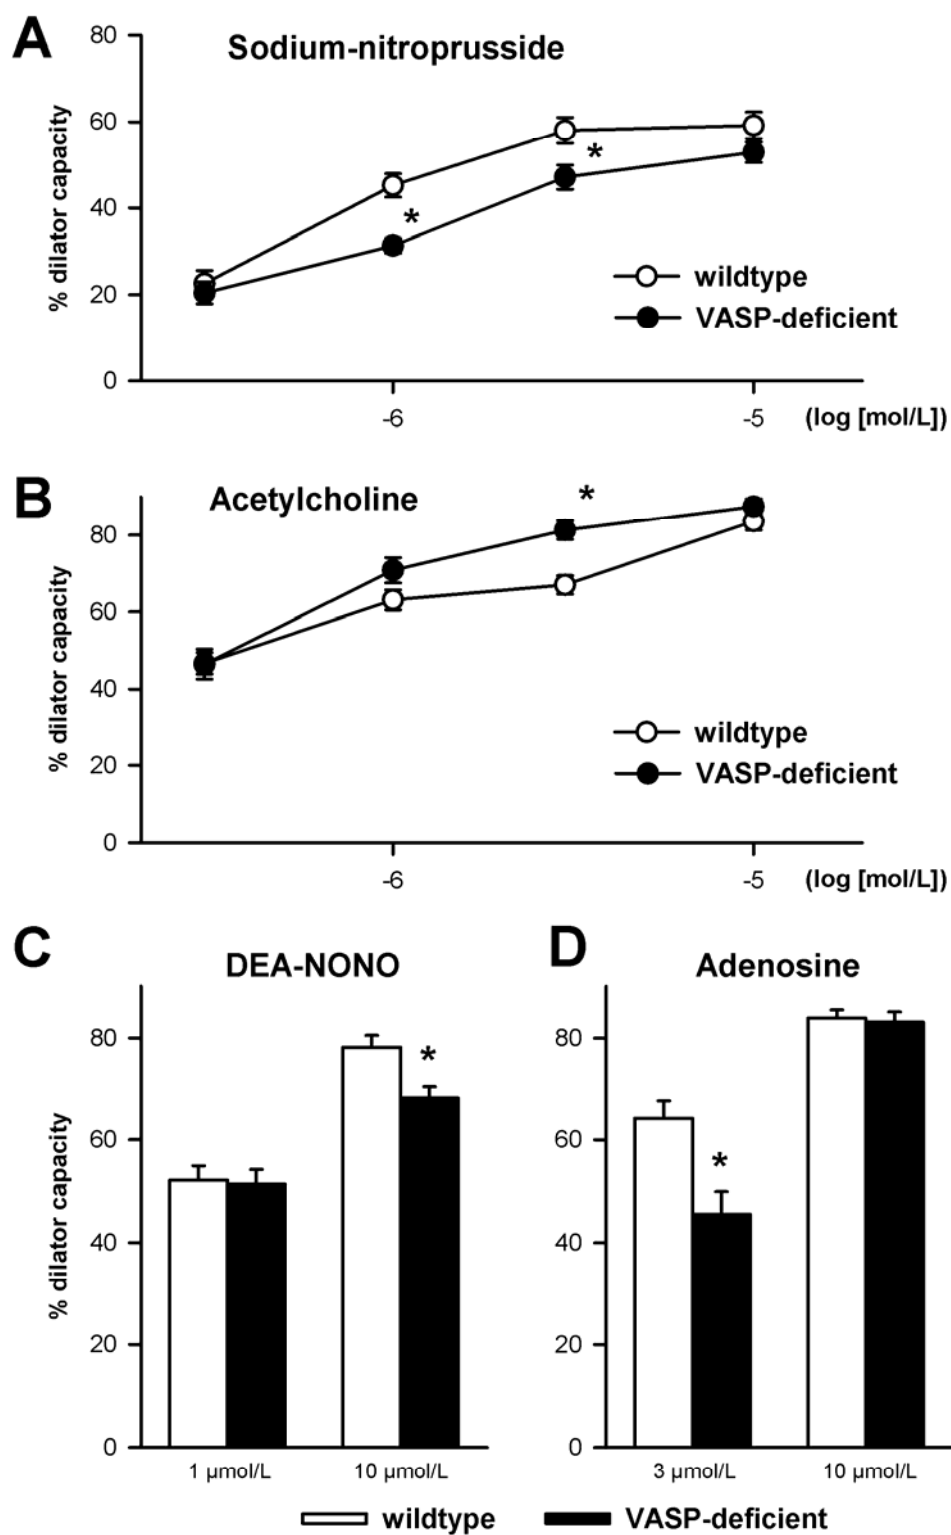 A
Sodium-nitroprusside
% dilator capacity
80
60
40
20
0
*
*
wildtype
VASP-deficient
-6
-5
(log [mol/L])
B
Acetylcholine
% dilator capacity
80
60
40
20
0
*
wildtype
VASP-deficient
-6
-5
(log [mol/L])
C
DEA-NONO
% dilator capacity
80
60
40
20
0
*
1 µmol/L
10 µmol/L
D
Adenosine
80
60
40
20
0
*
3 µmol/L
10 µmol/L
wildtype
VASP-deficient